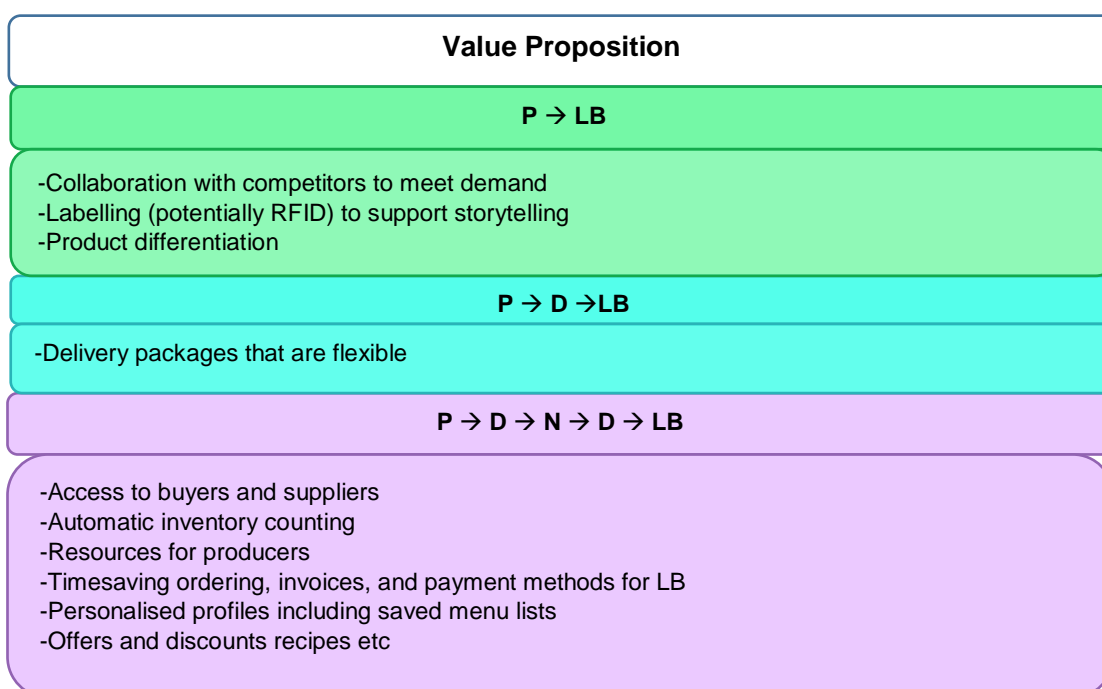 Value Proposition
P → LB
-Collaboration with competitors to meet demand
-Labelling (potentially RFID) to support storytelling
-Product differentiation
P → D →LB
-Delivery packages that are flexible
P → D → N → D → LB
-Access to buyers and suppliers
-Automatic inventory counting
-Resources for producers
-Timesaving ordering, invoices, and payment methods for LB
-Personalised profiles including saved menu lists
-Offers and discounts recipes etc